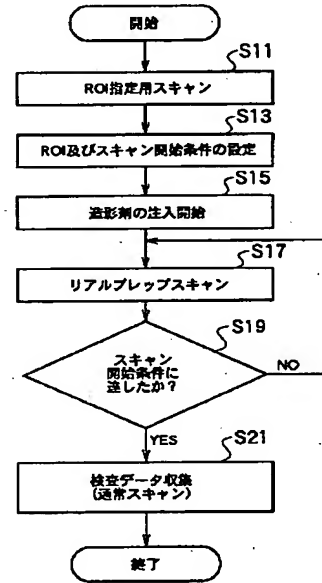 開始
S11
ROI指定用スキャン
S13
ROI及びスキャン開始条件の設定
S15
造影剤の注入開始
S17
リアルプレップスキャン
S19
スキャン
開始条件に
達したか?
NO
YES
S21
検査データ収集
(通常スキャン)
終了